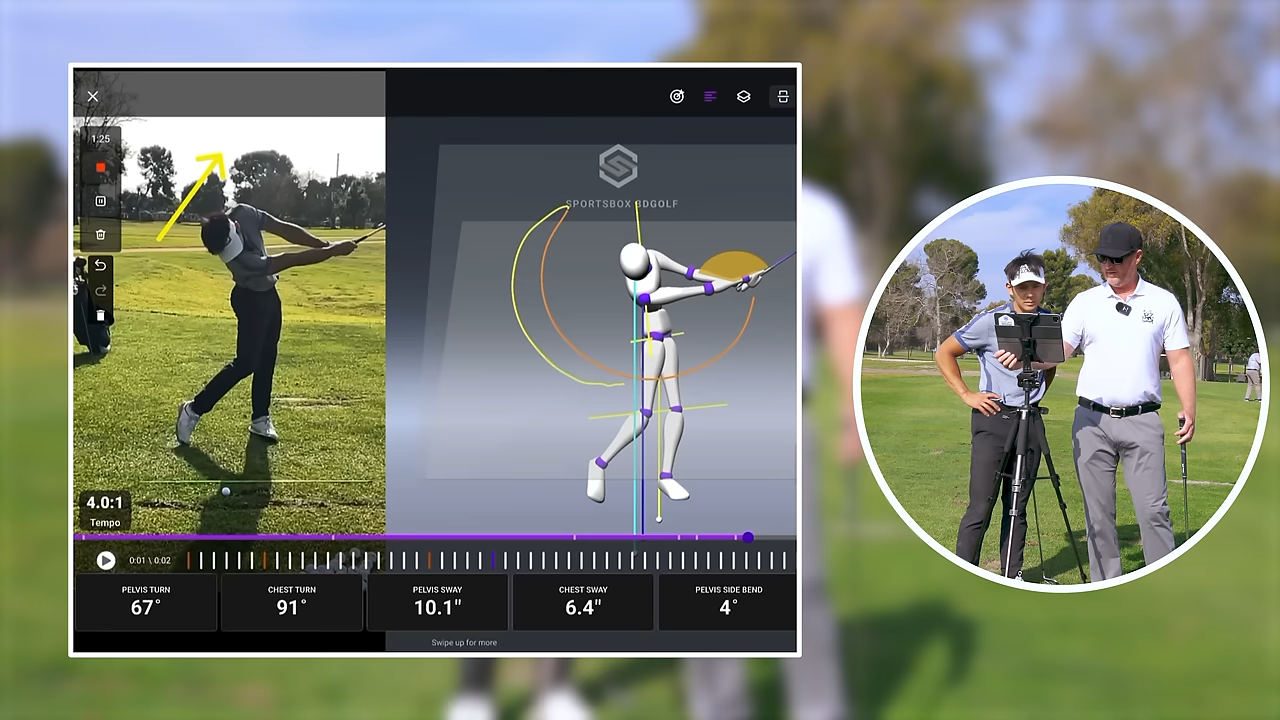 1:25
SPORTSBOX 3DGOLF
4.0:1
Tempo
0:01 \ 0:02
PELVIS TURN
67°
CHEST TURN
91°
PELVIS SWAY
10.1"
CHEST SWAY
6.4"
PELVIS SIDE BEND
4°
Swipe up for more